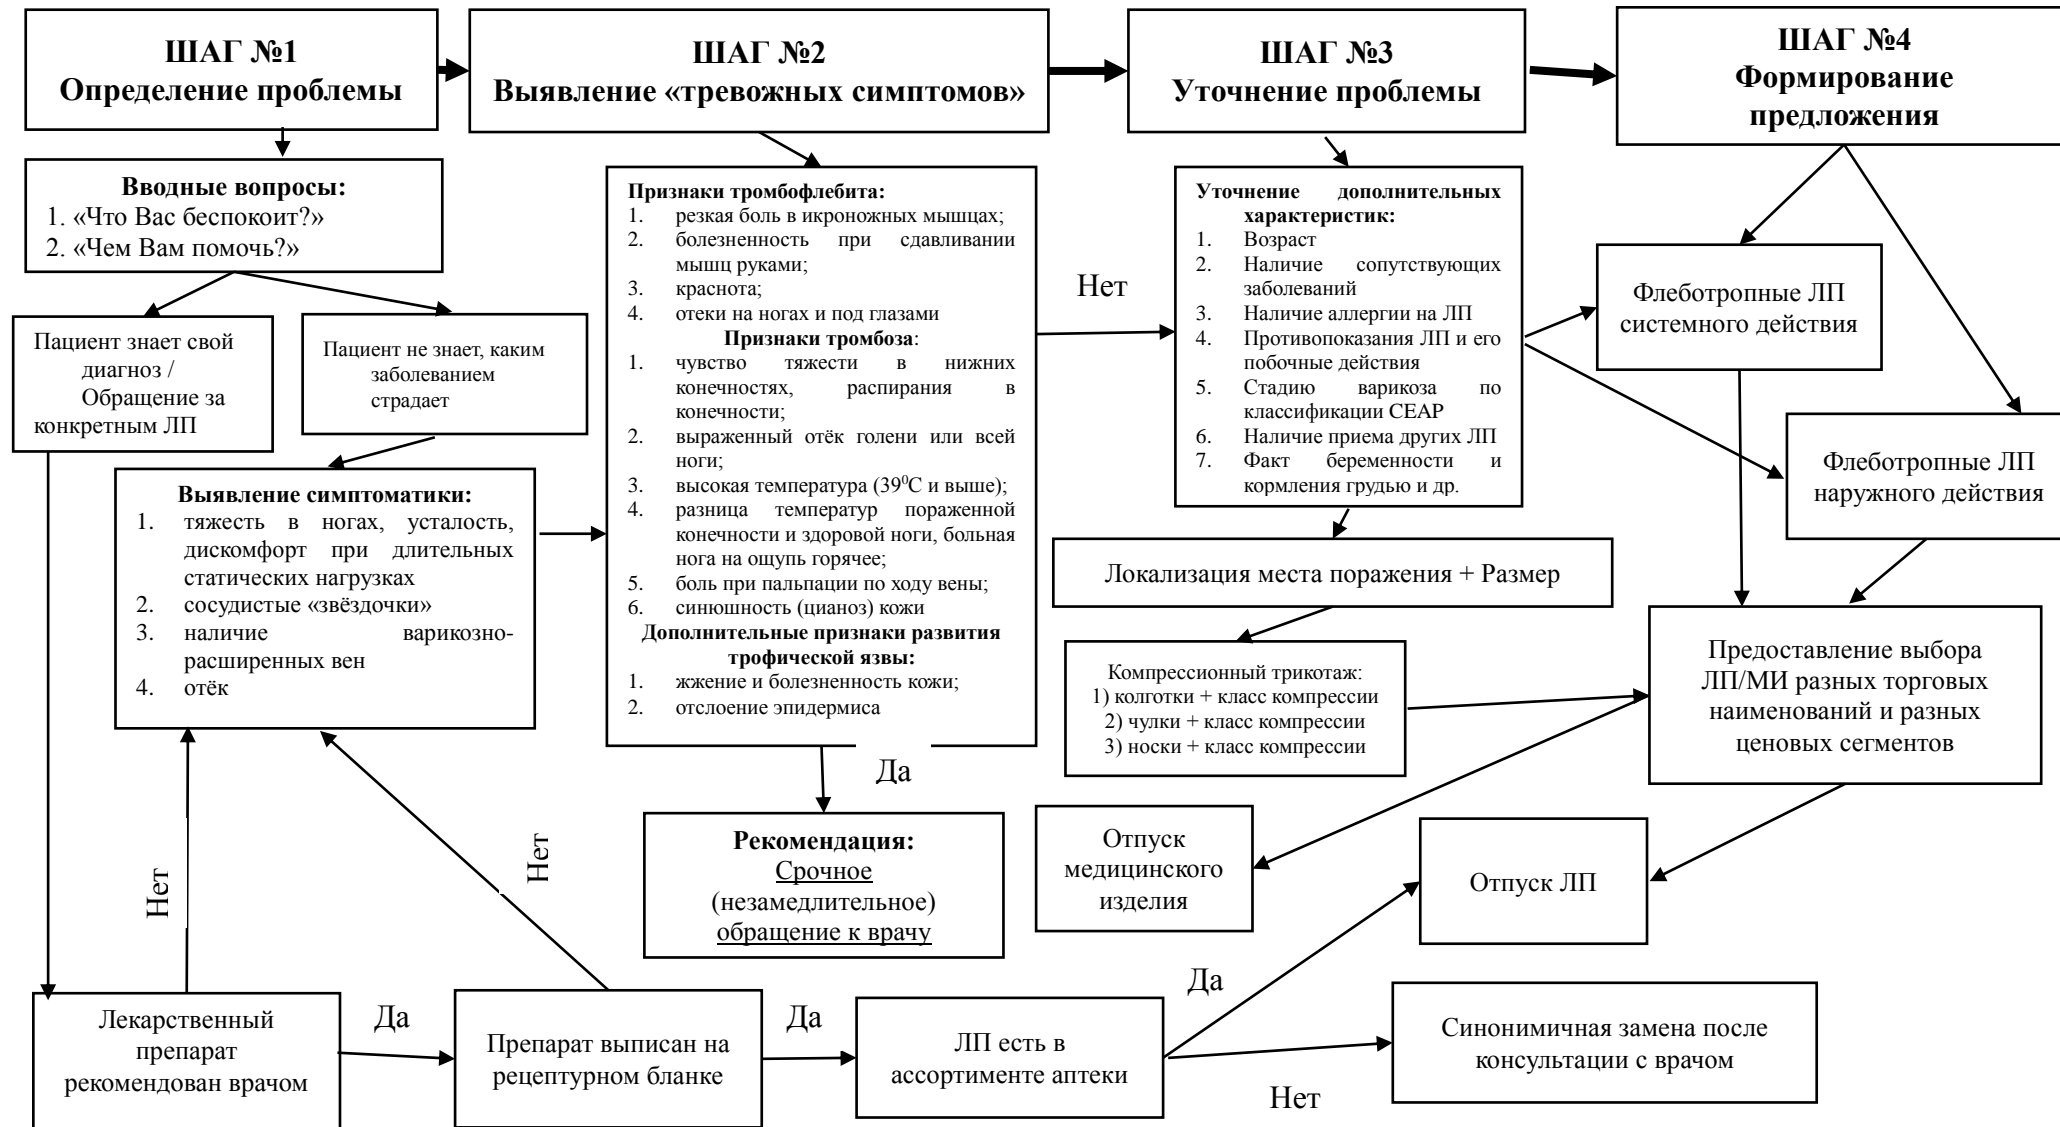 ШАГ №1
Определение проблемы
ШАГ №2
Выявление «тревожных симптомов»
ШАГ №3
Уточнение проблемы
ШАГ №4
Формирование
предложения
Вводные вопросы:
1. «Что Вас беспокоит?»
2. «Чем Вам помочь?»
Пациент знает свой
диагноз /
Обращение за
конкретным ЛП
Пациент не знает, каким
заболеванием
страдает
Выявление симптоматики:
1. тяжесть в ногах, усталость,
дискомфорт при длительных
статических нагрузках
2. сосудистые «звёздочки»
3. наличие варикозно-
расширенных вен
4. отёк
Признаки тромбофлебита:
1. резкая боль в икроножных мышцах;
2. болезненность при сдавливании
мышц руками;
3. краснота;
4. отеки на ногах и под глазами
Признаки тромбоза:
1. чувство тяжести в нижних
конечностях, распирания в
конечности;
2. выраженный отёк голени или всей
ноги;
3. высокая температура (39⁰С и выше);
4. разница температур пораженной
конечности и здоровой ноги, больная
нога на ощупь горячее;
5. боль при пальпации по ходу вены;
6. синюшность (цианоз) кожи
Дополнительные признаки развития
трофической язвы:
1. жжение и болезненность кожи;
2. отслоение эпидермиса
Нет
Да
Рекомендация:
Срочное
(незамедлительное)
обращение к врачу
Уточнение дополнительных
характеристик:
1. Возраст
2. Наличие сопутствующих
заболеваний
3. Наличие аллергии на ЛП
4. Противопоказания ЛП и его
побочные действия
5. Стадию варикоза по
классификации CEAP
6. Наличие приема других ЛП
7. Факт беременности и
кормления грудью и др.
Локализация места поражения + Размер
Компрессионный трикотаж:
1) колготки + класс компрессии
2) чулки + класс компрессии
3) носки + класс компрессии
Флеботропные ЛП
системного действия
Флеботропные ЛП
наружного действия
Предоставление выбора
ЛП/МИ разных торговых
наименований и разных
ценовых сегментов
Отпуск
медицинского
изделия
Отпуск ЛП
Нет
Нет
Лекарственный
препарат
рекомендован врачом
Да
Препарат выписан на
рецептурном бланке
Да
ЛП есть в
ассортименте аптеки
Да
Нет
Синонимичная замена после
консультации с врачом